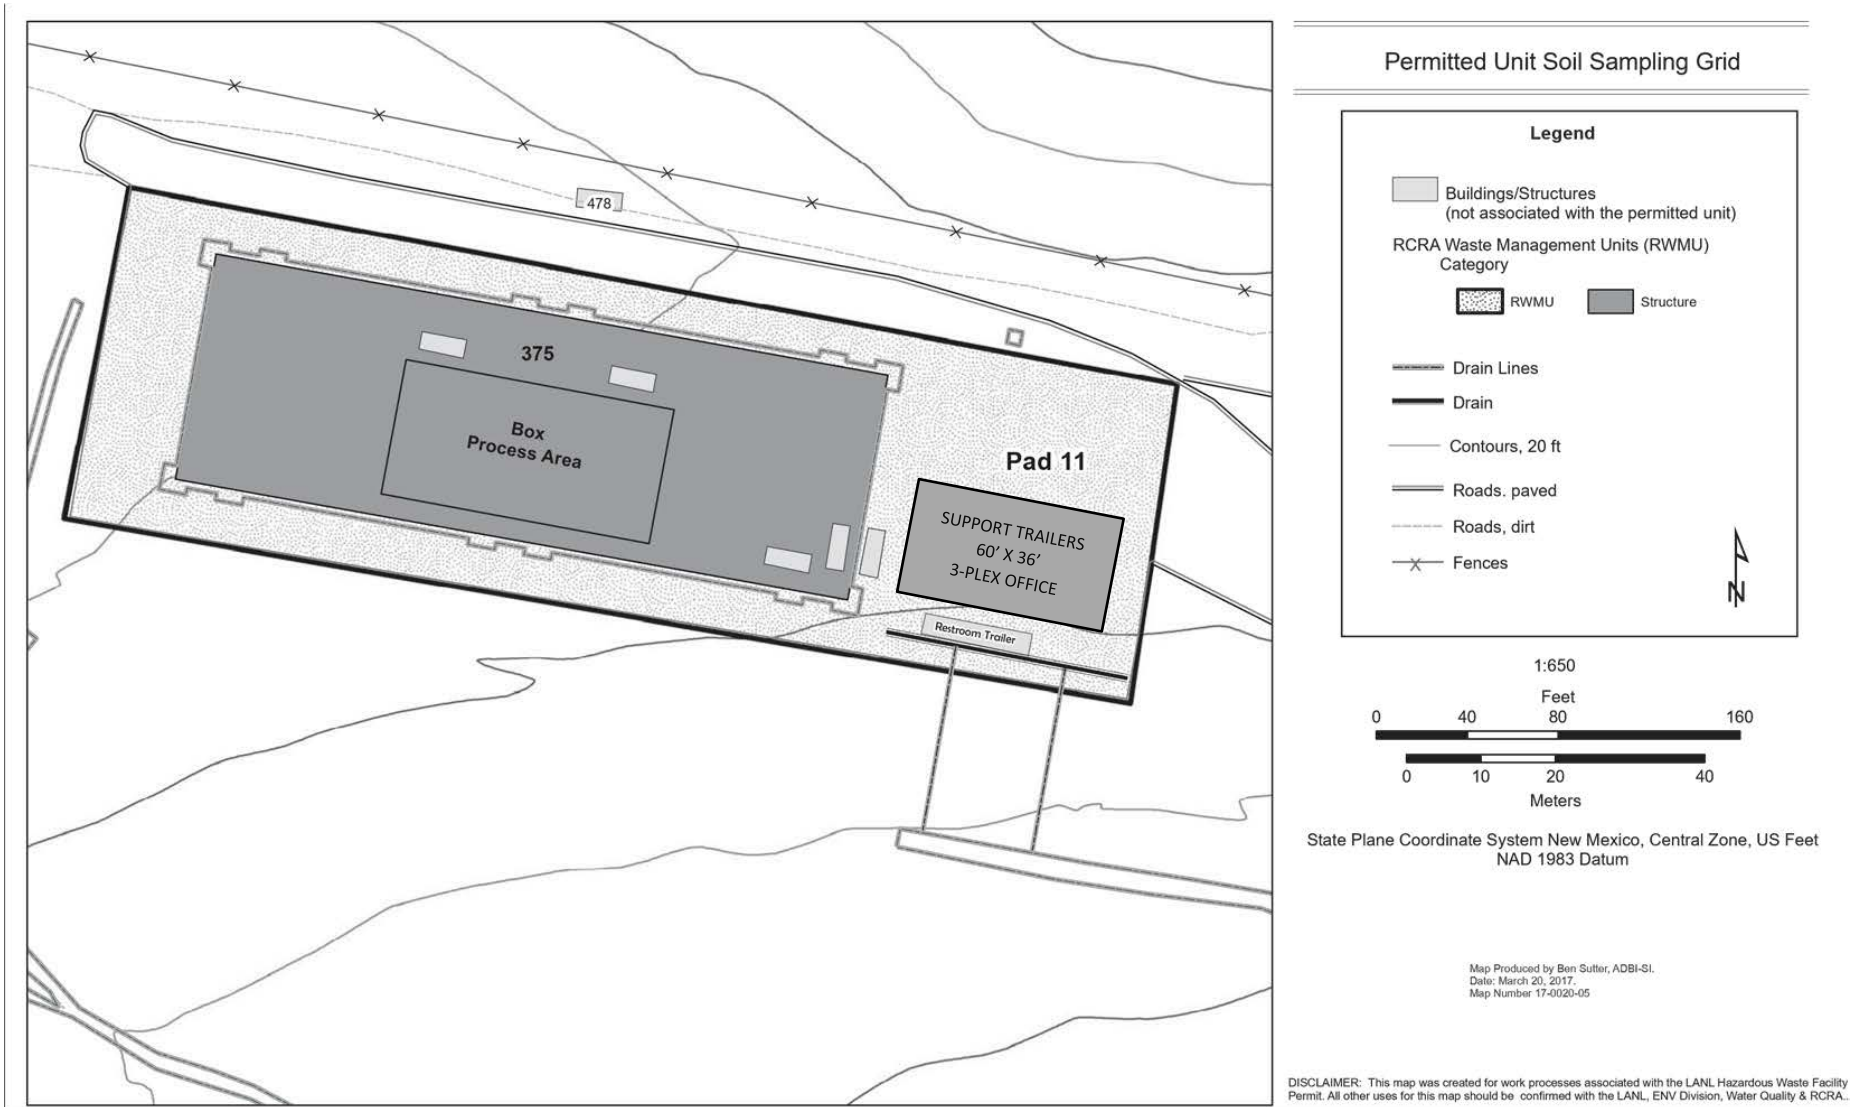 Permitted Unit Soil Sampling Grid
Legend
Buildings/Structures
(not associated with the permitted unit)
RCRA Waste Management Units (RWMU)
Category
RWMU
Structure
Drain Lines
Drain
Contours, 20 ft
Roads. paved
Roads, dirt
Fences
N
1:650
Feet
0 40 80 160
0 10 20 40
Meters
State Plane Coordinate System New Mexico, Central Zone, US Feet
NAD 1983 Datum
Map Produced by Ben Sutter, ADBI-SI.
Date: March 20, 2017.
Map Number 17-0020-05
DISCLAIMER: This map was created for work processes associated with the LANL Hazardous Waste Facility
Permit. All other uses for this map should be confirmed with the LANL, ENV Division, Water Quality & RCRA..
478
375
Box
Process Area
Pad 11
SUPPORT TRAILERS
60’ X 36’
3-PLEX OFFICE
Restroom Trailer